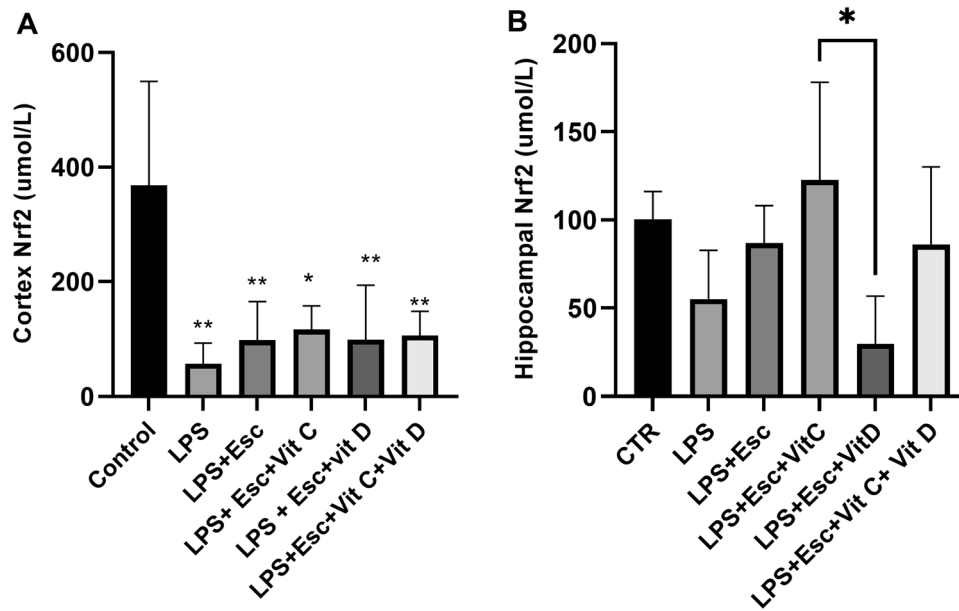 A
Cortex Nrf2 (umol/L)
600
400
200
0
**
**
*
**
**
Control
LPS
LPS+Esc
LPS+ Esc+Vit C
LPS + Esc+vit D
LPS+Esc+Vit C+Vit D
B
Hippocampal Nrf2 (umol/L)
200
150
100
50
0
*
CTR
LPS
LPS+Esc
LPS+Esc+VitC
LPS+Esc+VitD
LPS+Esc+Vit C+ Vit D